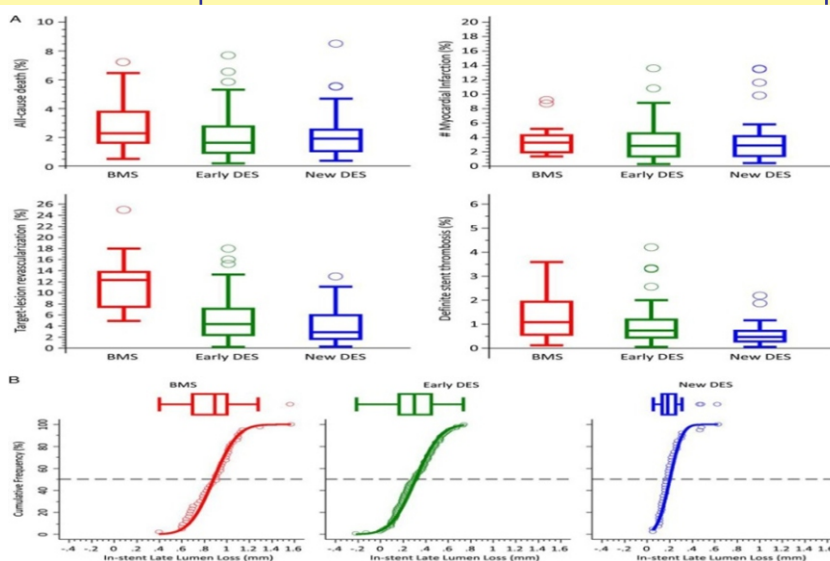 A
All-cause death (%)
10
8
6
4
2
0
BMS Early DES New DES
# Myocardial Infarction (%)
20
18
16
14
12
10
8
6
4
2
0
BMS Early DES New DES
Target-lesion revascularization (%)
26
24
22
20
18
16
14
12
10
8
6
4
2
0
BMS Early DES New DES
Definite stent thrombosis (%)
6
5
4
3
2
1
0
BMS Early DES New DES
B
BMS Early DES New DES
Cumulative Frequency (%)
100
80
60
40
20
0
-.4 -.2 0 .2 .4 .6 .8 1 1.2 1.4 1.6
In-stent Late Lumen Loss (mm)
-.4 -.2 0 .2 .4 .6 .8 1 1.2 1.4 1.6
In-stent Late Lumen Loss (mm)
-.4 -.2 0 .2 .4 .6 .8 1 1.2 1.4 1.6
In-stent Late Lumen Loss (mm)